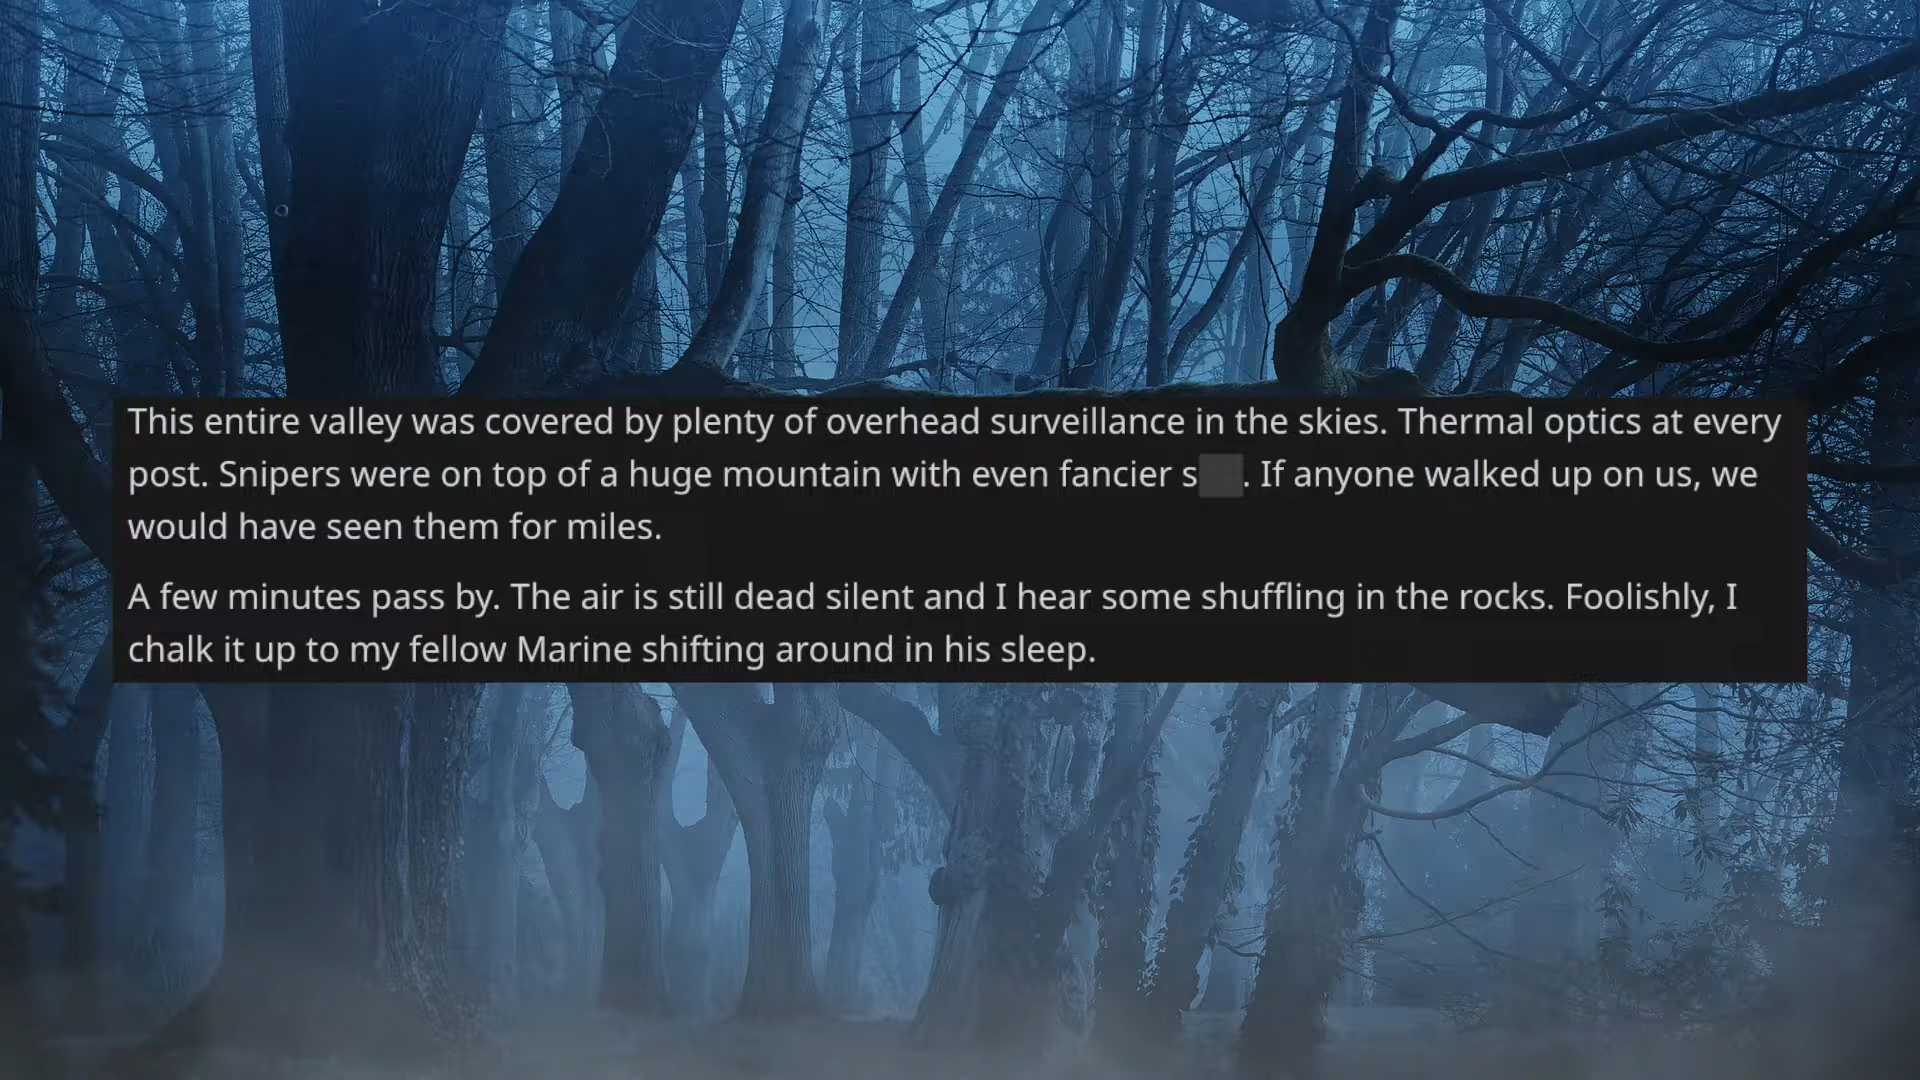 This entire valley was covered by plenty of overhead surveillance in the skies. Thermal optics at every
post. Snipers were on top of a huge mountain with even fancier s . If anyone walked up on us, we
would have seen them for miles.
A few minutes pass by. The air is still dead silent and I hear some shuffling in the rocks. Foolishly, I
chalk it up to my fellow Marine shifting around in his sleep.